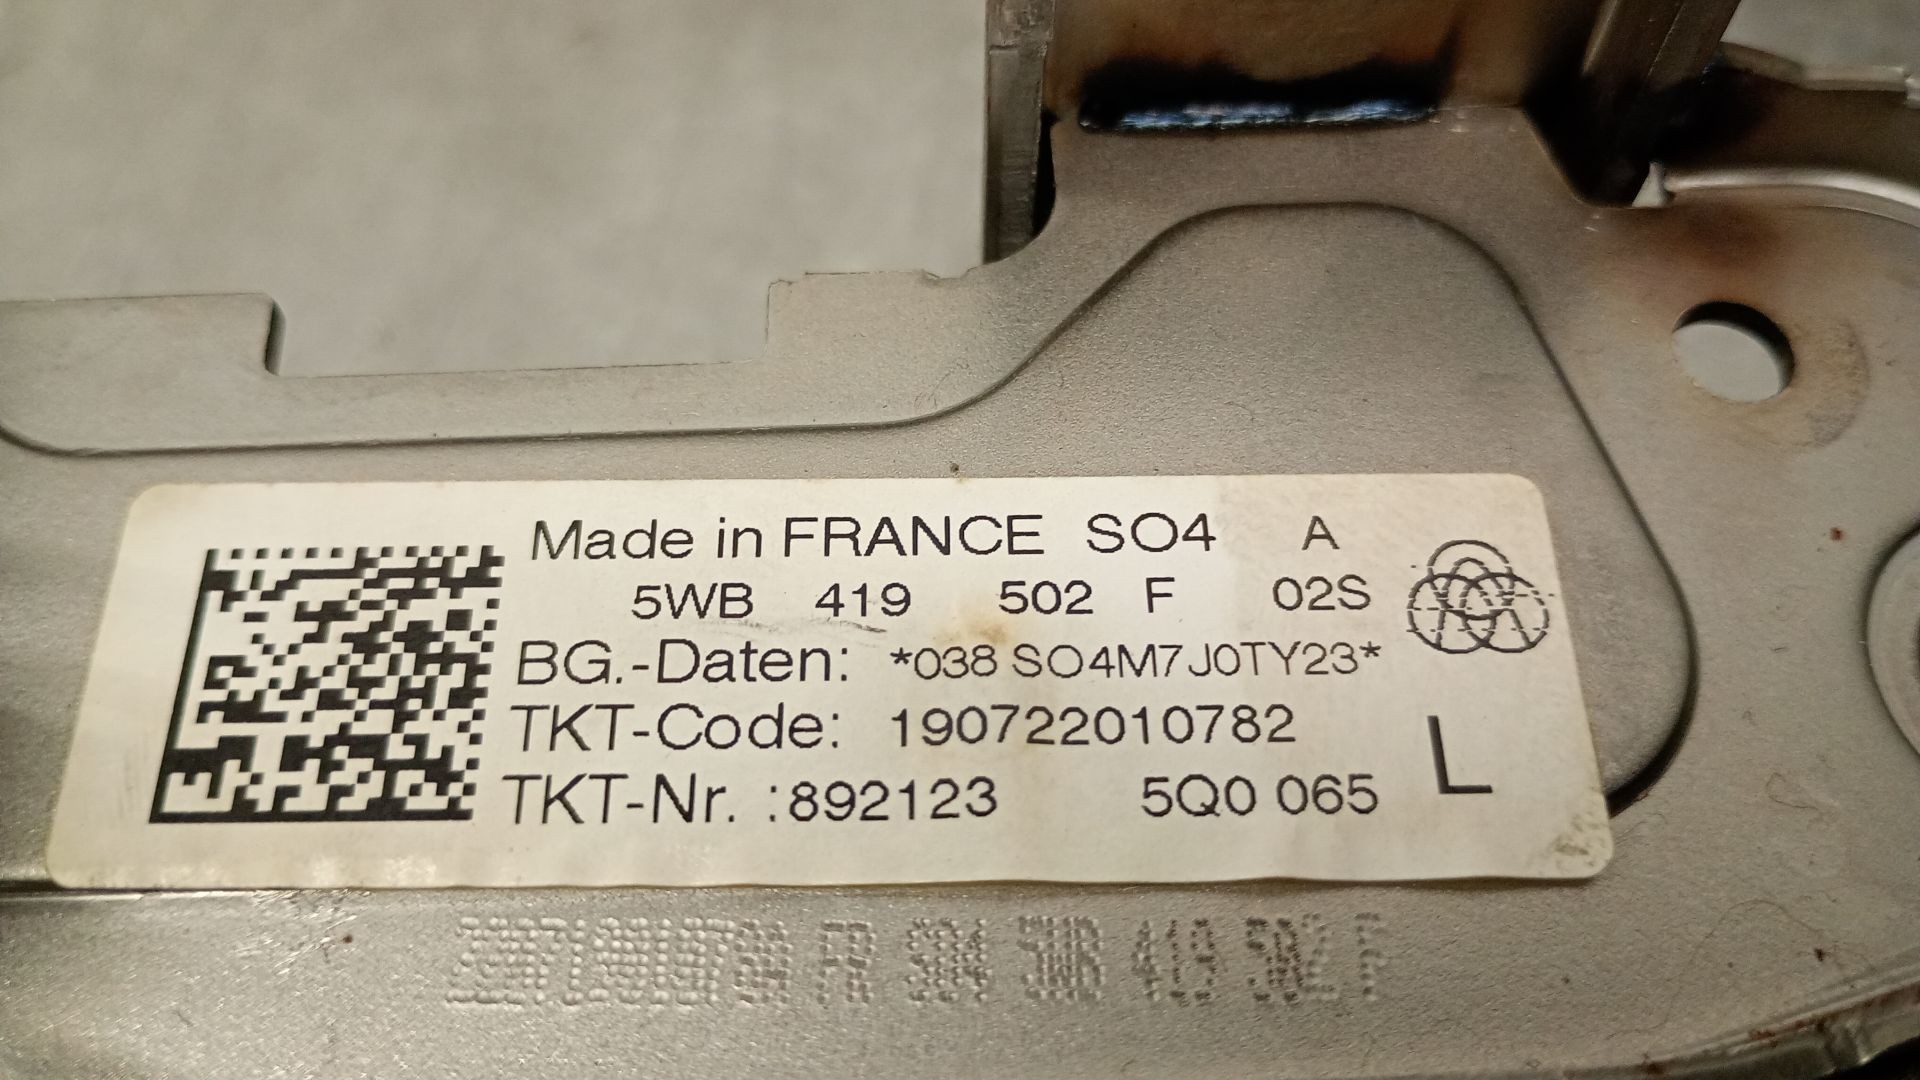 Made in FRANCE SO4 A
5WB 419 502 F 02S
BG.-Daten: *038 SO4M7J0TY23*
TKT-Code: 190722010782
TKT-Nr. :892123 5Q0 065
L